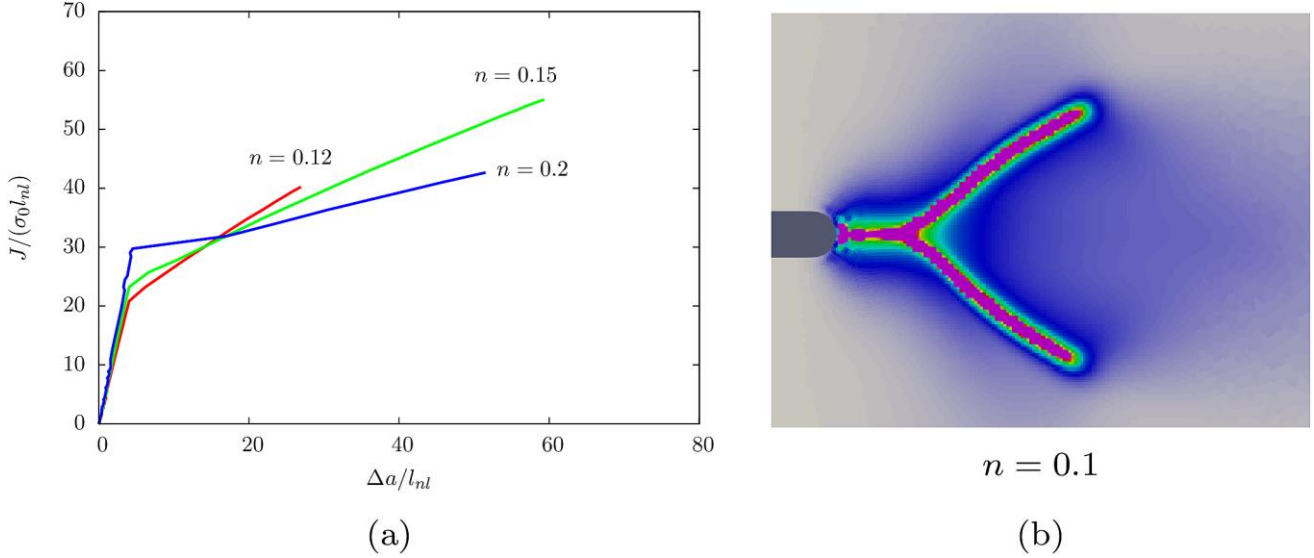 70
60
50
40
30
20
10
0
J/(σ₀lₙₗ)
n = 0.15
n = 0.12
n = 0.2
0 20 40 60 80
Δa/lₙₗ
n = 0.1
(a) (b)